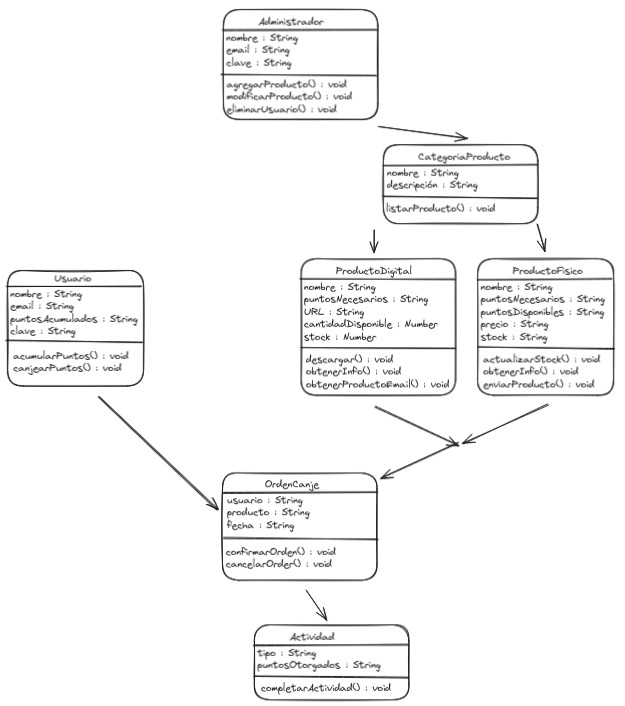 Administrador
nombre : String
email : String
clave : String
agregarProducto() : void
modificarProducto() : void
eliminarUsuario() : void
CategoriaProducto
nombre : String
descripción : String
listarProducto() : void
ProductoDigital
nombre : String
puntosNecesarios : String
URL : String
cantidadDisponible : Number
stock : Number
descargar() : void
obtenerInfo() : void
obtenerProductoEmail() : void
ProductoFisico
nombre : String
puntosNecesarios : String
puntosDisponibles : String
precio : String
stock : String
actualizarStock() : void
obtenerInfo() : void
enviarProducto() : void
Usuario
nombre : String
email : String
puntosAcumulados : String
clave : String
acumularPuntos() : void
canjearPuntos() : void
OrdenCanje
usuario : String
producto : String
fecha : String
confirmarOrden() : void
cancelarOrder() : void
Actividad
tipo : String
puntosOtorgados : String
completarActividad() : void